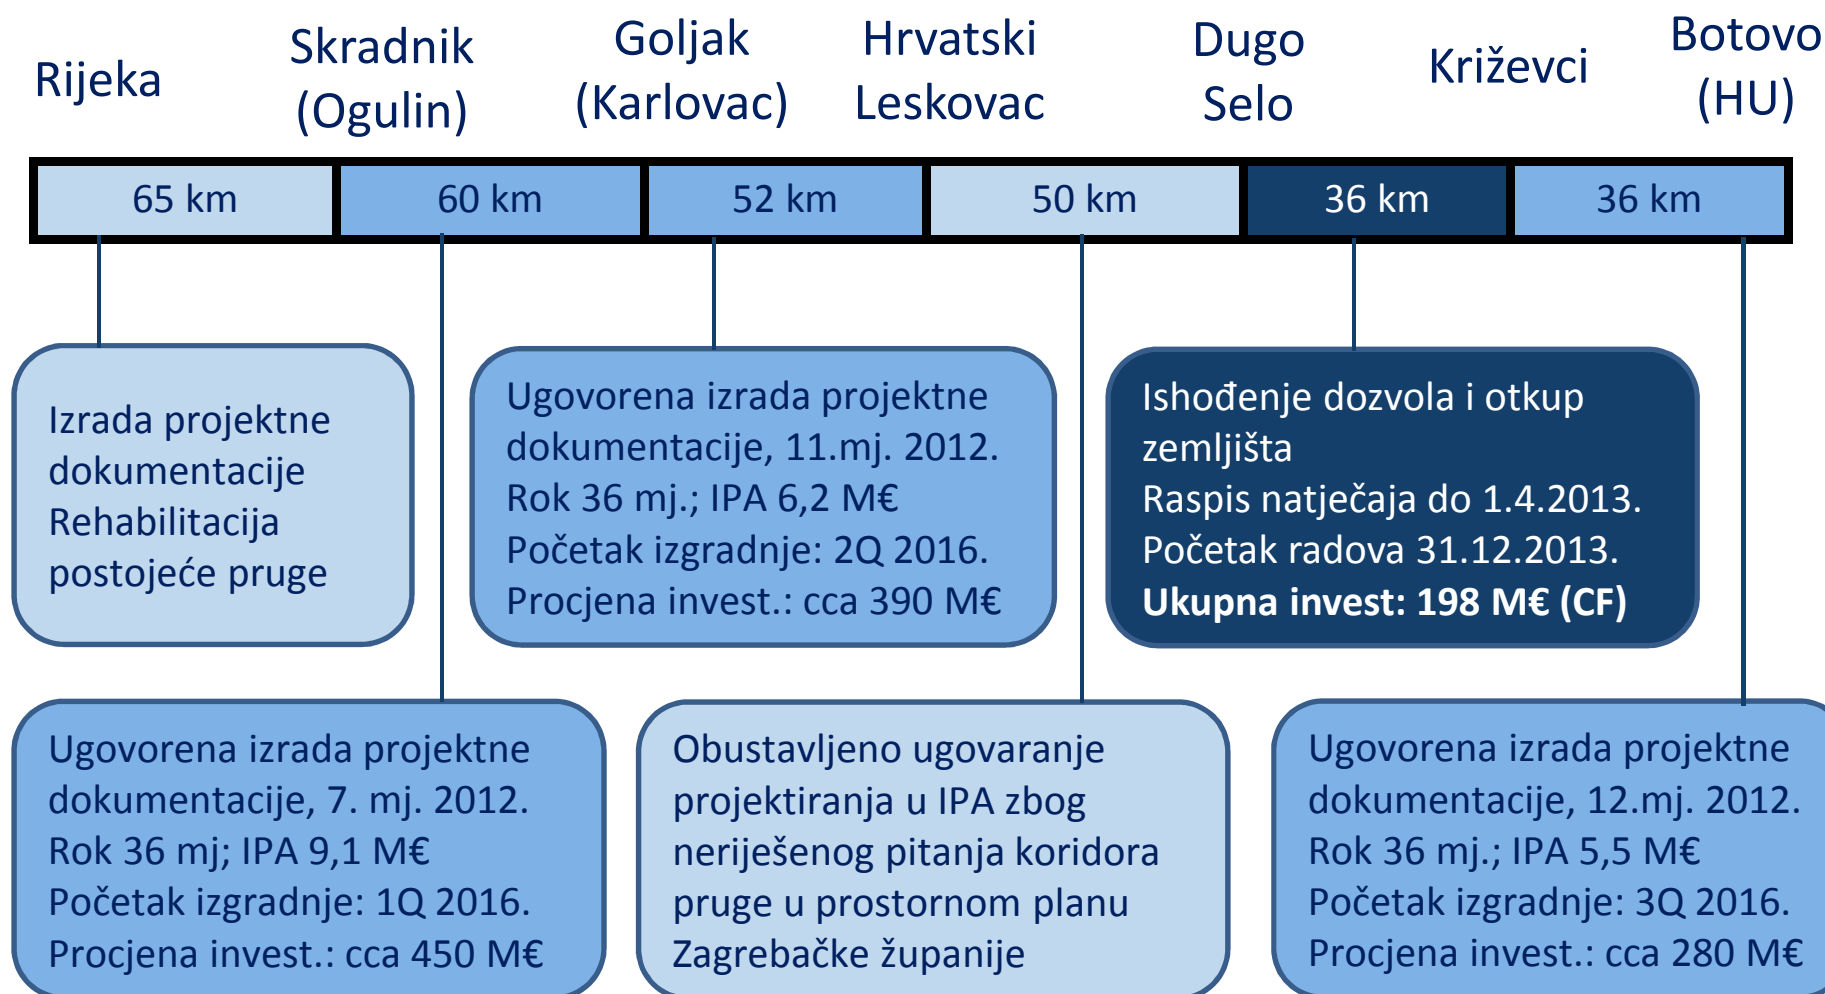 Rijeka
Skradnik
(Ogulin)
Goljak
(Karlovac)
Hrvatski
Leskovac
Dugo
Selo
Križevci
Botovo
(HU)
65 km
60 km
52 km
50 km
36 km
36 km
Izrada projektne
dokumentacije
Rehabilitacija
postojeće pruge
Ugovorena izrada projektne
dokumentacije, 11.mj. 2012.
Rok 36 mj.; IPA 6,2 M€
Početak izgradnje: 2Q 2016.
Procjena invest.: cca 390 M€
Ishođenje dozvola i otkup
zemljišta
Raspis natječaja do 1.4.2013.
Početak radova 31.12.2013.
Ukupna invest: 198 M€ (CF)
Ugovorena izrada projektne
dokumentacije, 7. mj. 2012.
Rok 36 mj; IPA 9,1 M€
Početak izgradnje: 1Q 2016.
Procjena invest.: cca 450 M€
Obustavljeno ugovaranje
projektiranja u IPA zbog
neriješenog pitanja koridora
pruge u prostornom planu
Zagrebačke županije
Ugovorena izrada projektne
dokumentacije, 12.mj. 2012.
Rok 36 mj.; IPA 5,5 M€
Početak izgradnje: 3Q 2016.
Procjena invest.: cca 280 M€